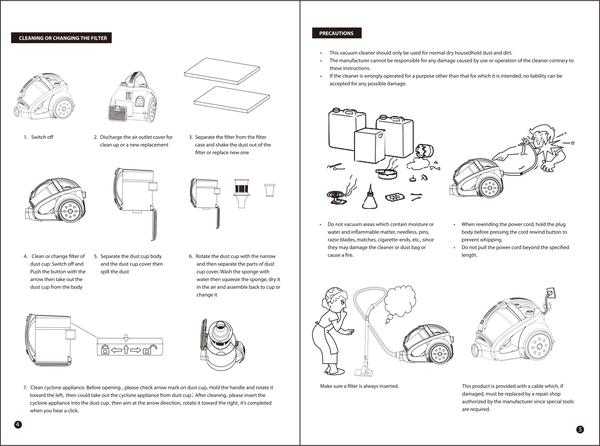 CLEANING OR CHANGING THE FILTER
1. Switch off
2. Discharge the air outlet cover for
clean up or a new replacement
3. Separate the filter from the filter
case and shake the dust out of the
filter or replace new one
4. Clean or change filter of
dust cup: Switch off and
Push the button with the
arrow then take out the
dust cup from the body
5. Separate the dust cup body
and the dust cup cover then
spill the dust
6. Rotate the dust cup with the narrow
and then separate the parts of dust
cup cover, Wash the sponge with
water then squeeze the sponge; dry it
in the air and assemble back to cup or
change it
7. Clean cyclone appliance. Before opening , please check arrow mark on dust cup, Hold the handle and rotate it
toward the left, then could take out the cyclone appliance from dust cup; After cleaning, please insert the
cyclone appliance into the dust cup, then aim at the arrow direction, rotate it toward the right, it's completed
when you hear a click.
4
PRECAUTIONS
• This vacuum cleaner should only be used for normal dry househdold dust and dirt.
• The manufacturer cannot be responsible for any damage caused by use or operation of the cleaner contrary to
these instructions.
• If the cleaner is wrongly operated for a purpose other than that for which it is intended, no liability can be
accepted for any possible damage.
• Do not vacuum areas which contain moisture or
water and inflammable matter, needles, pins,
razor blades, matches, cigarette ends, etc, since
they may damage the cleaner or dust bag or
cause a fire.
• When rewinding the power cord, hold the plug
body before pressing the cord rewind button to
prevent whipping.
• Do not pull the power cord beyond the specified
length.
Make sure a filter is always inserted.
This product is provided with a cable which, if
damaged, must be replaced by a repair shop
authorized by the manufacturer since special tools
are required.
5